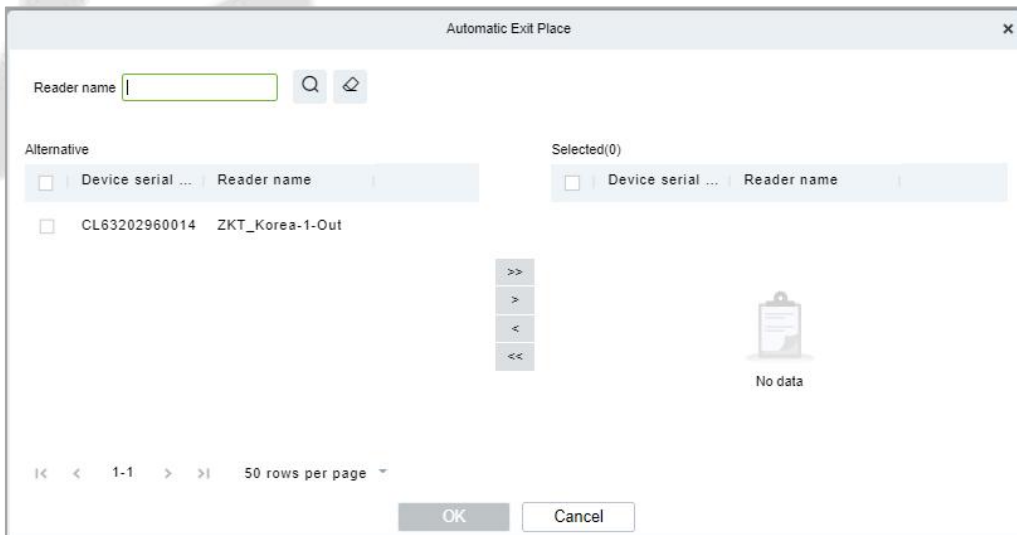 Automatic Exit Place ×
Reader name
Alternative
Device serial ... Reader name
CL63202960014 ZKT_Korea-1-Out
>>
>
<
<<
Selected(0)
Device serial ... Reader name
No data
|< < 1-1 > >| 50 rows per page
OK Cancel